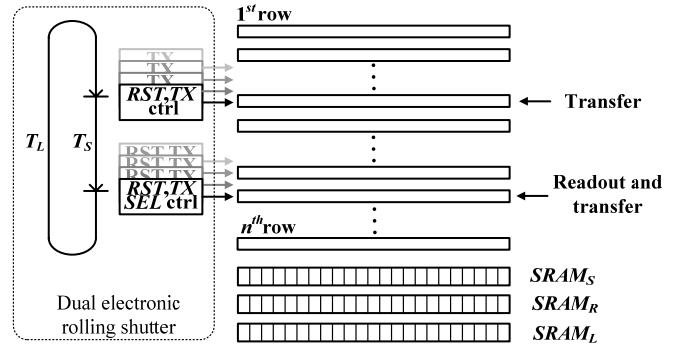 1st row
TX
TX
TX
RST,TX
ctrl
Transfer
TL
TS
RST,TX
RST,TX
RST,TX
RST,TX
SEL ctrl
Readout and
transfer
nth row
SRAMS
Dual electronic
rolling shutter
SRAMR
SRAML